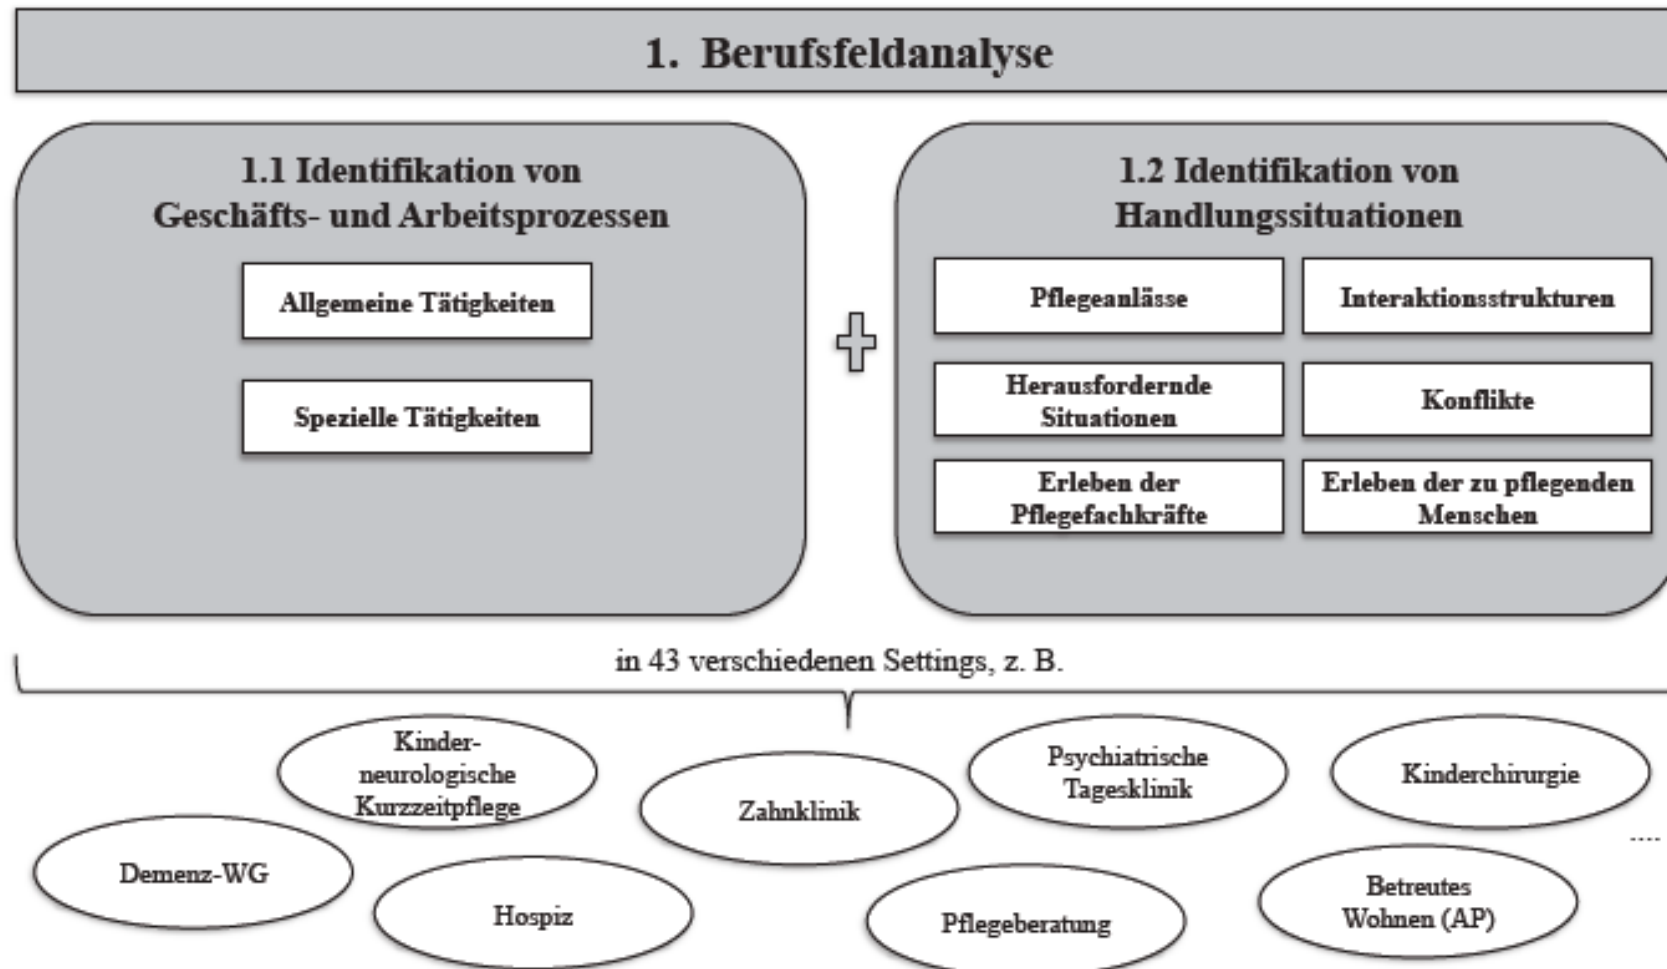 1. Berufsfeldanalyse
1.1 Identifikation von
Geschäfts- und Arbeitsprozessen
Allgemeine Tätigkeiten
Spezielle Tätigkeiten
1.2 Identifikation von
Handlungssituationen
Pflegeanlässe
Interaktionsstrukturen
Herausfordernde
Situationen
Konflikte
Erleben der
Pflegefachkräfte
Erleben der zu pflegenden
Menschen
in 43 verschiedenen Settings, z. B.
Kinder-
neurologische
Kurzzeitpflege
Zahnklinik
Psychiatrische
Tagesklinik
Kinderchirurgie
Demenz-WG
Hospiz
Pflegeberatung
Betreutes
Wohnen (AP)
....